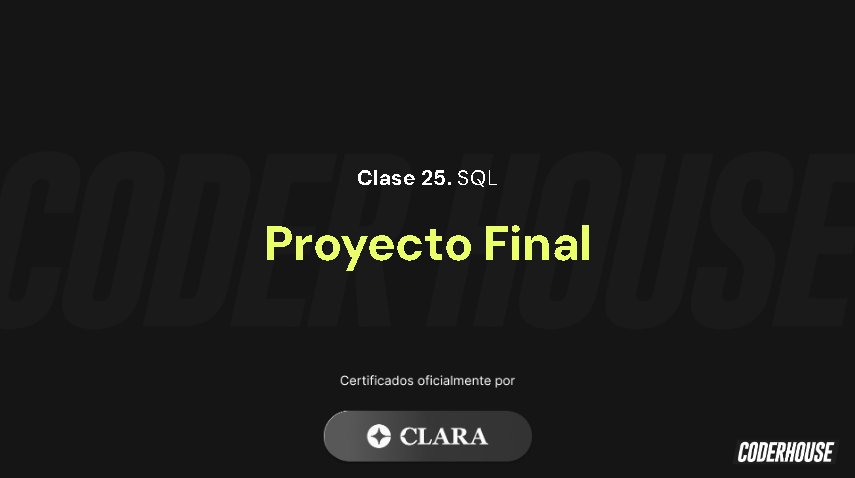 Clase 25. SQL
Proyecto Final
CODERHOUSE
Certificados oficialmente por
CLARA
CODERHOUSE